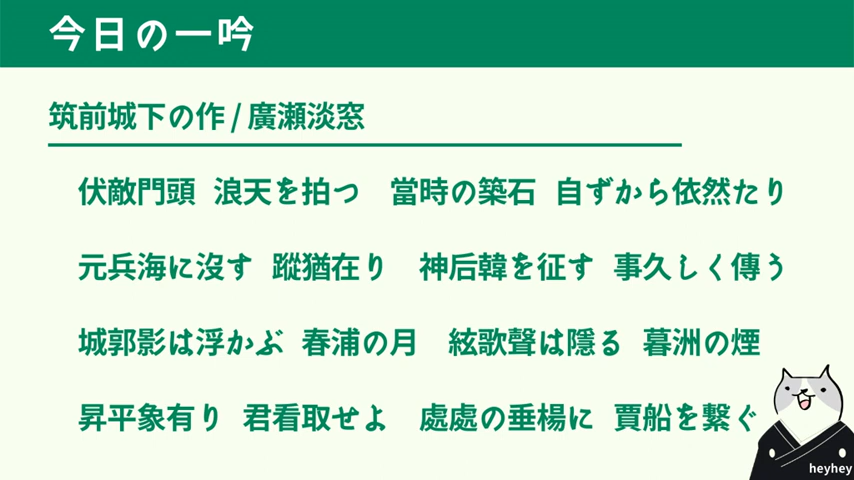 今日の一吟
筑前城下の作 / 廣瀬淡窓
伏敵門頭 浪天を拍つ 當時の築石 自ずから依然たり
元兵海に沒す 蹤猶在り 神后韓を征す 事久しく傳う
城郭影は浮かぶ 春浦の月 絃歌聲は隱る 暮洲の煙
昇平象有り 君看取せよ 處處の垂楊に 賈船を繋ぐ
heyhey